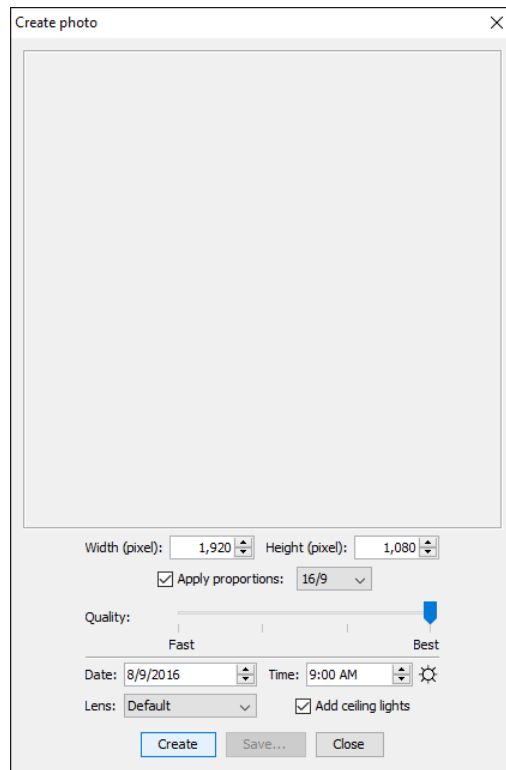 Create photo
Width (pixel): 1,920 Height (pixel): 1,080
Apply proportions: 16/9
Quality:
Fast Best
Date: 8/9/2016 Time: 9:00 AM
Lens: Default Add ceiling lights
Create Save... Close